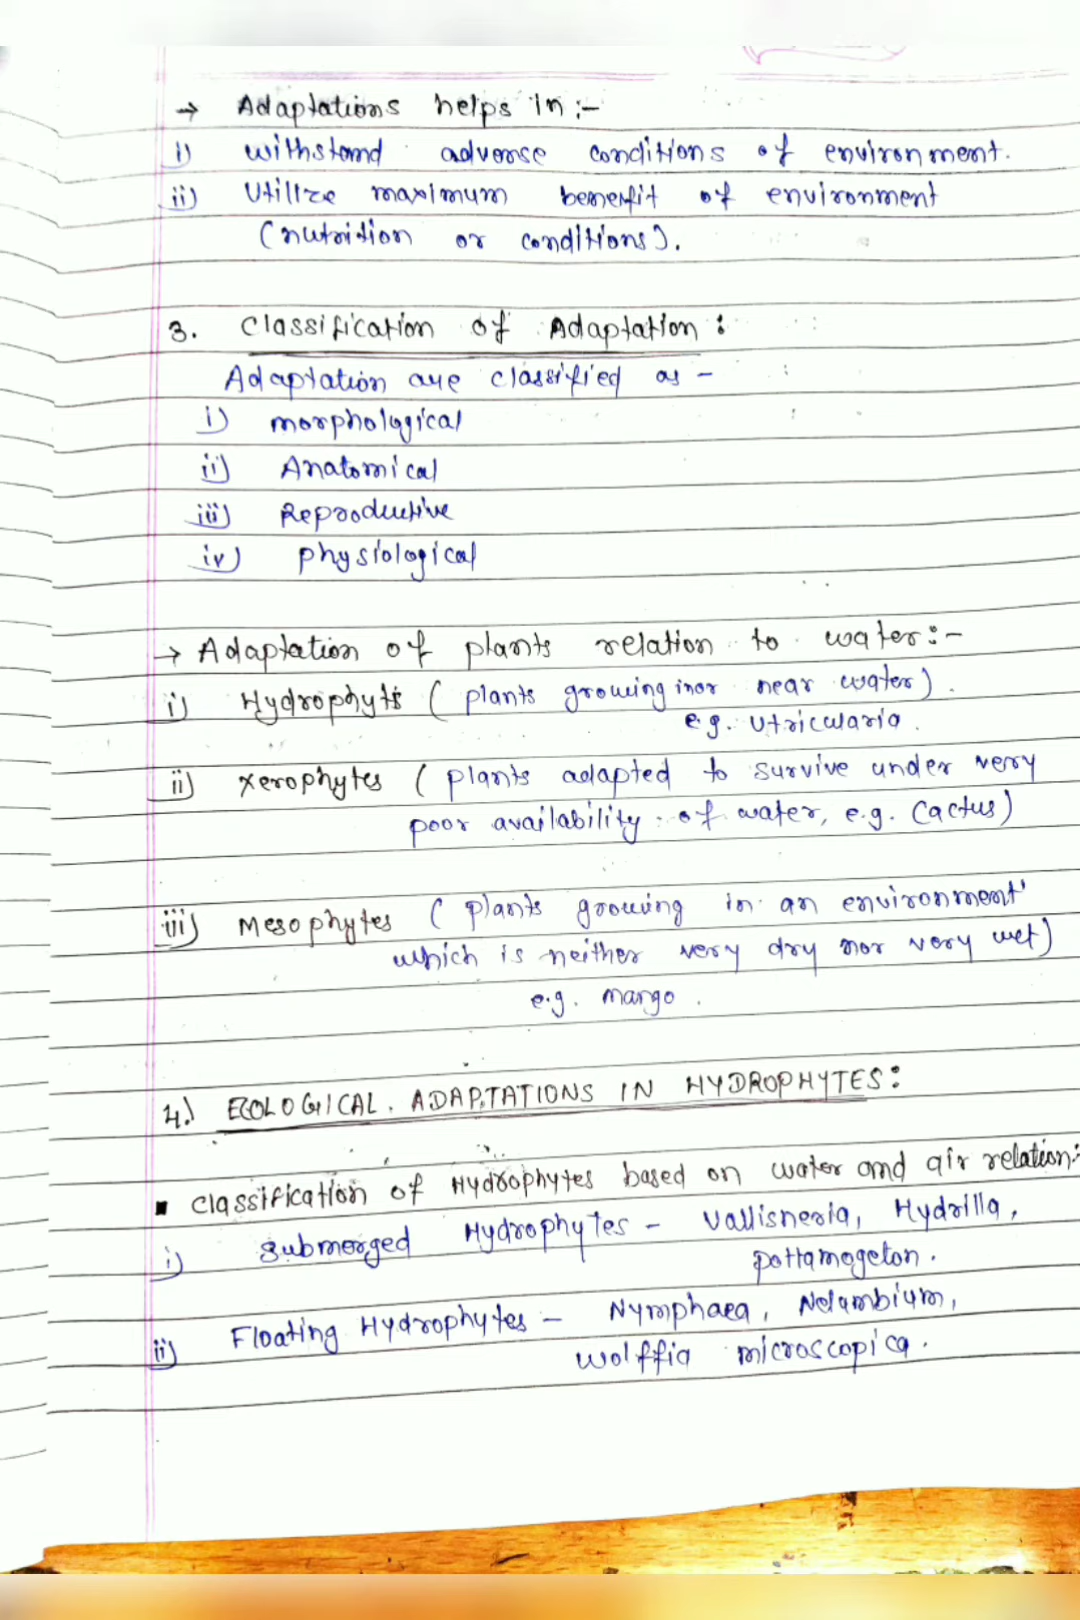 → Adaptations helps in :-
i) withstand adverse conditions of environment.
ii) Utilize maximum benefit of environment
(nutrition or conditions).
3. Classification of Adaptation :
Adaptation are classified as -
i) morphological
ii) Anatomical
iii) Reproductive
iv) physiological
→ Adaptation of plants relation to water :-
i) Hydrophyts ( plants growing in or near water ) .
e.g. Utricularia .
ii) Xerophytes ( plants adapted to survive under very
poor availability of water, e.g. Cactus)
iii) Mesophytes ( plants growing in an environment
which is neither very dry nor very wet)
e.g. mango .
4.) ECOLOGICAL ADAPTATIONS IN HYDROPHYTES :
▪ Classification of Hydrophytes based on water and air relation :
i) Submerged Hydrophytes - Vallisneria, Hydrilla,
pottamogeton .
ii) Floating Hydrophytes - Nymphaea, Nelumbium,
Wolffia microscopica .